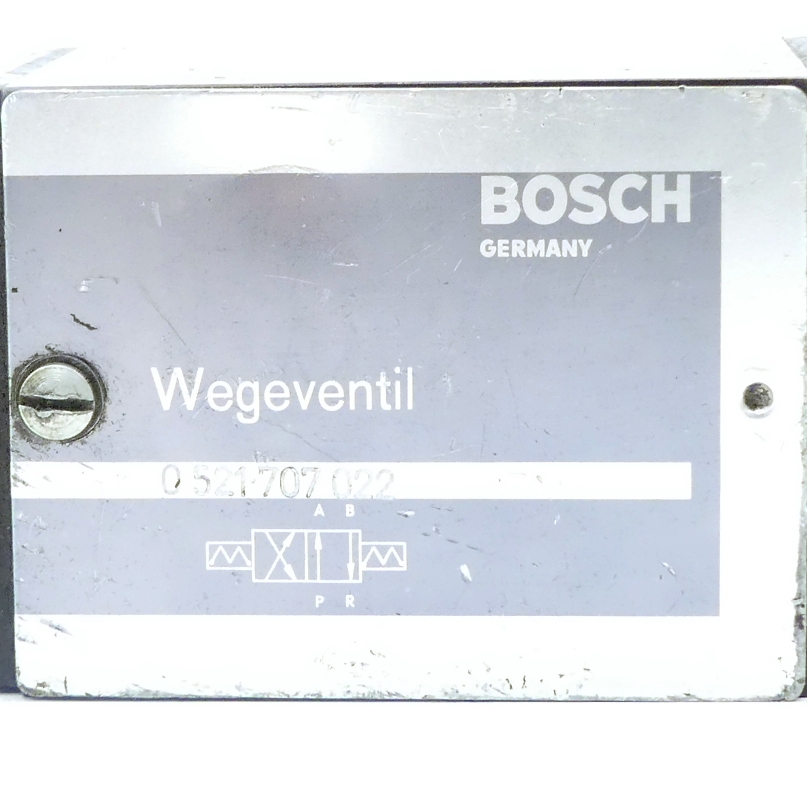 BOSCH
GERMANY
Wegeventil
0 521 707 022
A B
P R